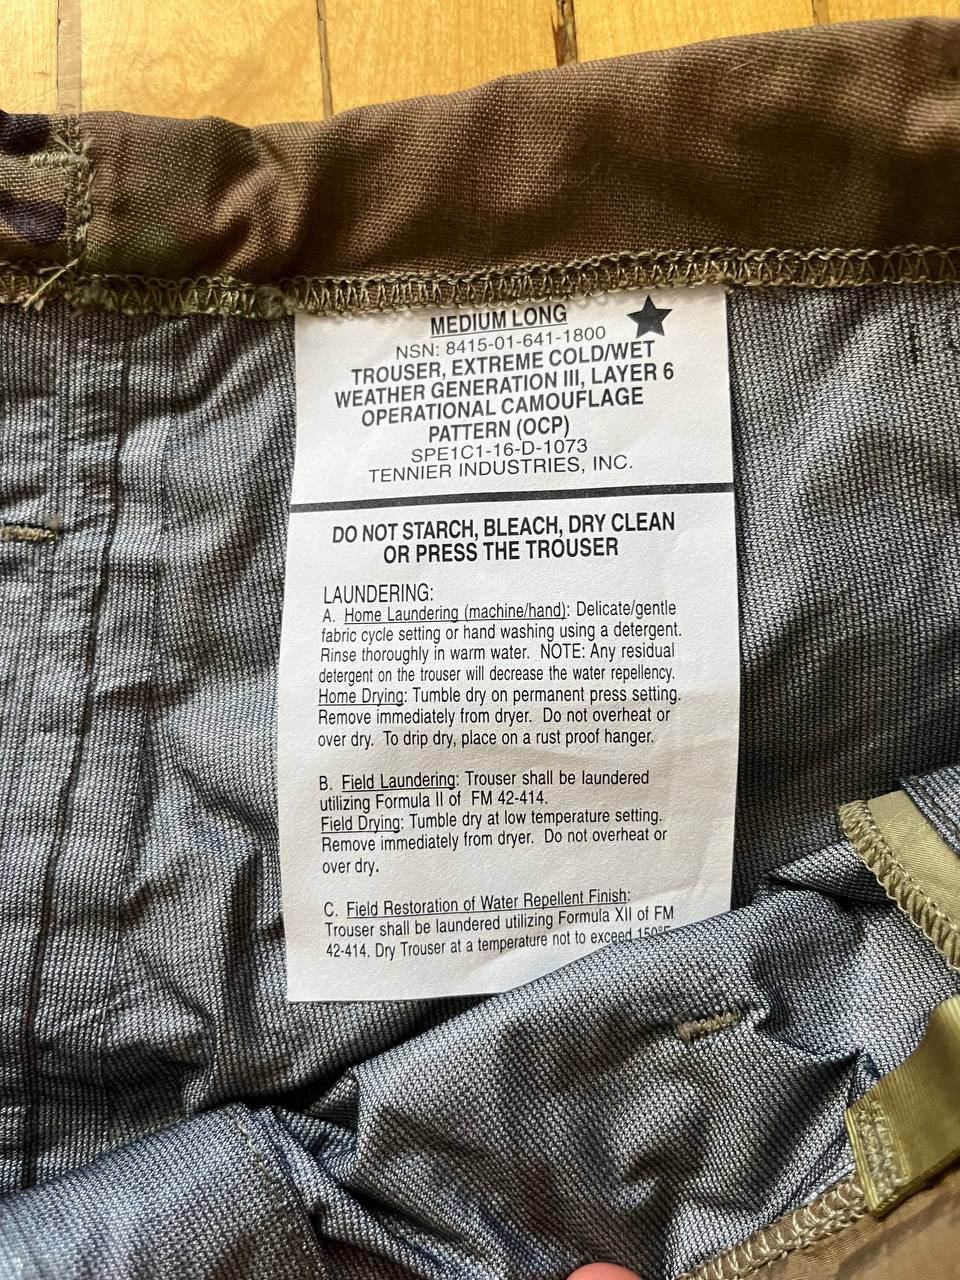 MEDIUM LONG
NSN: 8415-01-641-1800
TROUSER, EXTREME COLD/WET
WEATHER GENERATION III, LAYER 6
OPERATIONAL CAMOUFLAGE
PATTERN (OCP)
SPE1C1-16-D-1073
TENNIER INDUSTRIES, INC.
DO NOT STARCH, BLEACH, DRY CLEAN
OR PRESS THE TROUSER
LAUNDERING:
A. Home Laundering (machine/hand): Delicate/gentle
fabric cycle setting or hand washing using a detergent.
Rinse thoroughly in warm water. NOTE: Any residual
detergent on the trouser will decrease the water repellency.
Home Drying: Tumble dry on permanent press setting.
Remove immediately from dryer. Do not overheat or
over dry. To drip dry, place on a rust proof hanger.
B. Field Laundering: Trouser shall be laundered
utilizing Formula II of FM 42-414.
Field Drying: Tumble dry at low temperature setting.
Remove immediately from dryer. Do not overheat or
over dry.
C. Field Restoration of Water Repellent Finish:
Trouser shall be laundered utilizing Formula XII of FM
42-414. Dry Trouser at a temperature not to exceed 150°F